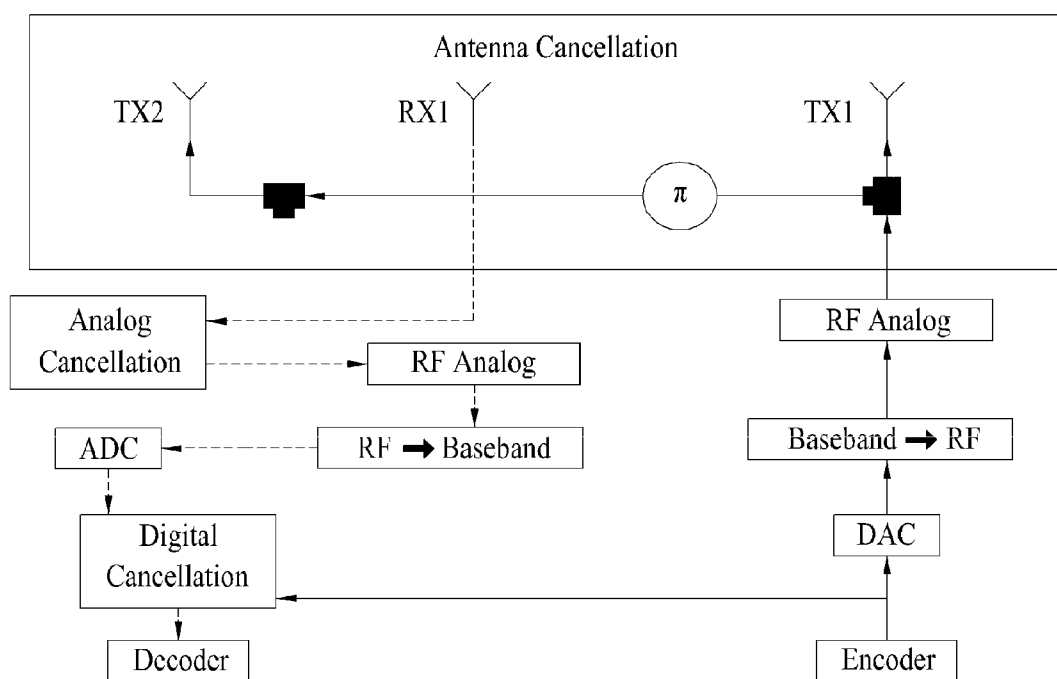 Antenna Cancellation
TX2
RX1
TX1
π
Analog
Cancellation
RF Analog
RF Analog
ADC
RF → Baseband
Baseband → RF
Digital
Cancellation
DAC
Decoder
Encoder